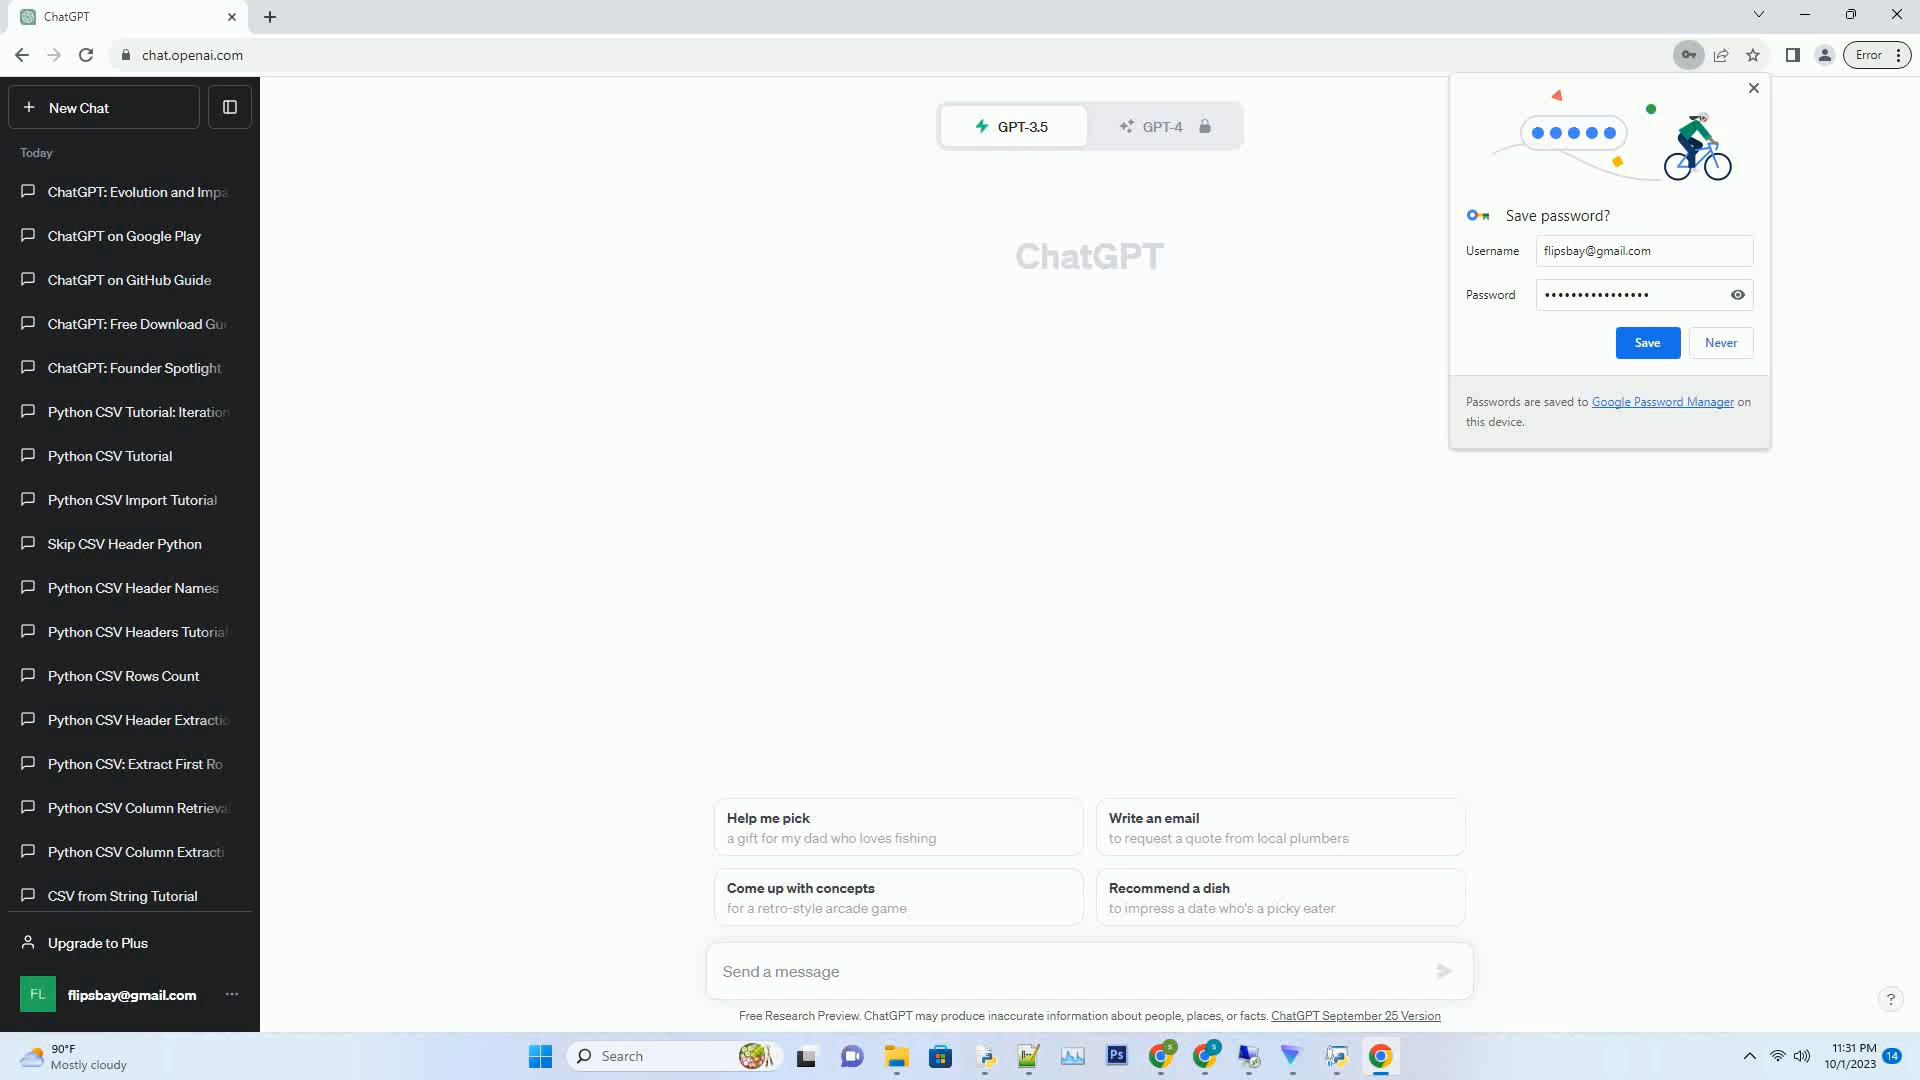 ChatGPT
chat.openai.com
Error
New Chat
Today
ChatGPT: Evolution and Impa
ChatGPT on Google Play
ChatGPT on GitHub Guide
ChatGPT: Free Download Gu
ChatGPT: Founder Spotlight
Python CSV Tutorial: Iteration
Python CSV Tutorial
Python CSV Import Tutorial
Skip CSV Header Python
Python CSV Header Names
Python CSV Headers Tutorial
Python CSV Rows Count
Python CSV Header Extractio
Python CSV: Extract First Ro
Python CSV Column Retrieval
Python CSV Column Extracti
CSV from String Tutorial
Upgrade to Plus
FL
flipsbay@gmail.com
GPT-3.5
GPT-4
ChatGPT
Save password?
Username
flipsbay@gmail.com
Password
Save
Never
Passwords are saved to Google Password Manager on
this device.
Help me pick
a gift for my dad who loves fishing
Write an email
to request a quote from local plumbers
Come up with concepts
for a retro-style arcade game
Recommend a dish
to impress a date who's a picky eater
Send a message
?
Free Research Preview. ChatGPT may produce inaccurate information about people, places, or facts. ChatGPT September 25 Version
90°F
Mostly cloudy
Search
Ps
S
S
11:31 PM
10/1/2023
14